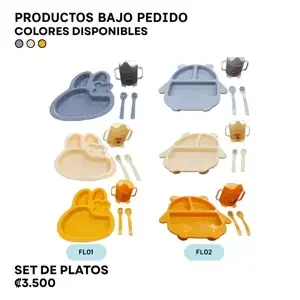 PRODUCTOS BAJO PEDIDO
COLORES DISPONIBLES
FL01
FL02
SET DE PLATOS
₡3.500